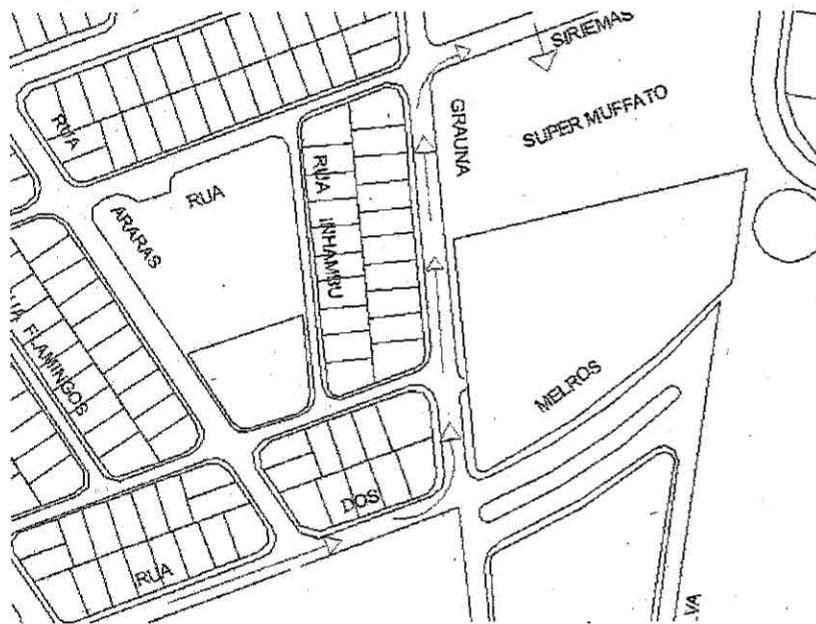 SIRIEMAS
SUPER MUFFATO
GRAUNA
RUA
RUA
INHAMBU
RUA
ARARAS
FLAMINGOS
MELROS
DOS
RUA